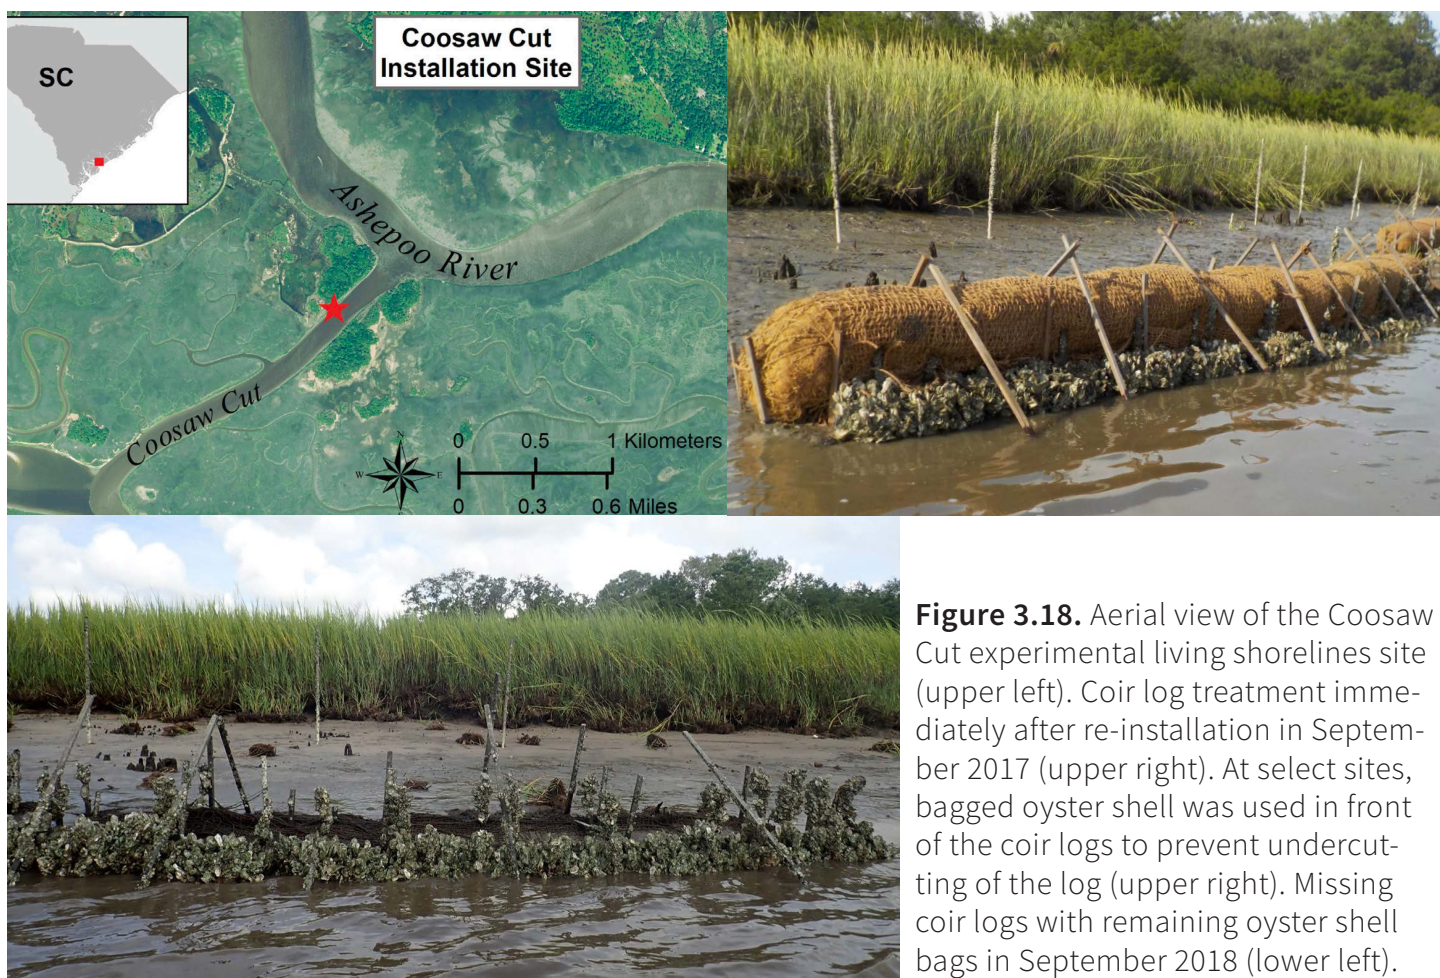 SC
Coosaw Cut
Installation Site
Ashepoo River
Coosaw Cut
N
W
E
0 0.5 1 Kilometers
0 0.3 0.6 Miles
Figure 3.18. Aerial view of the Coosaw
Cut experimental living shorelines site
(upper left). Coir log treatment imme-
diately after re-installation in Septem-
ber 2017 (upper right). At select sites,
bagged oyster shell was used in front
of the coir logs to prevent undercut-
ting of the log (upper right). Missing
coir logs with remaining oyster shell
bags in September 2018 (lower left).